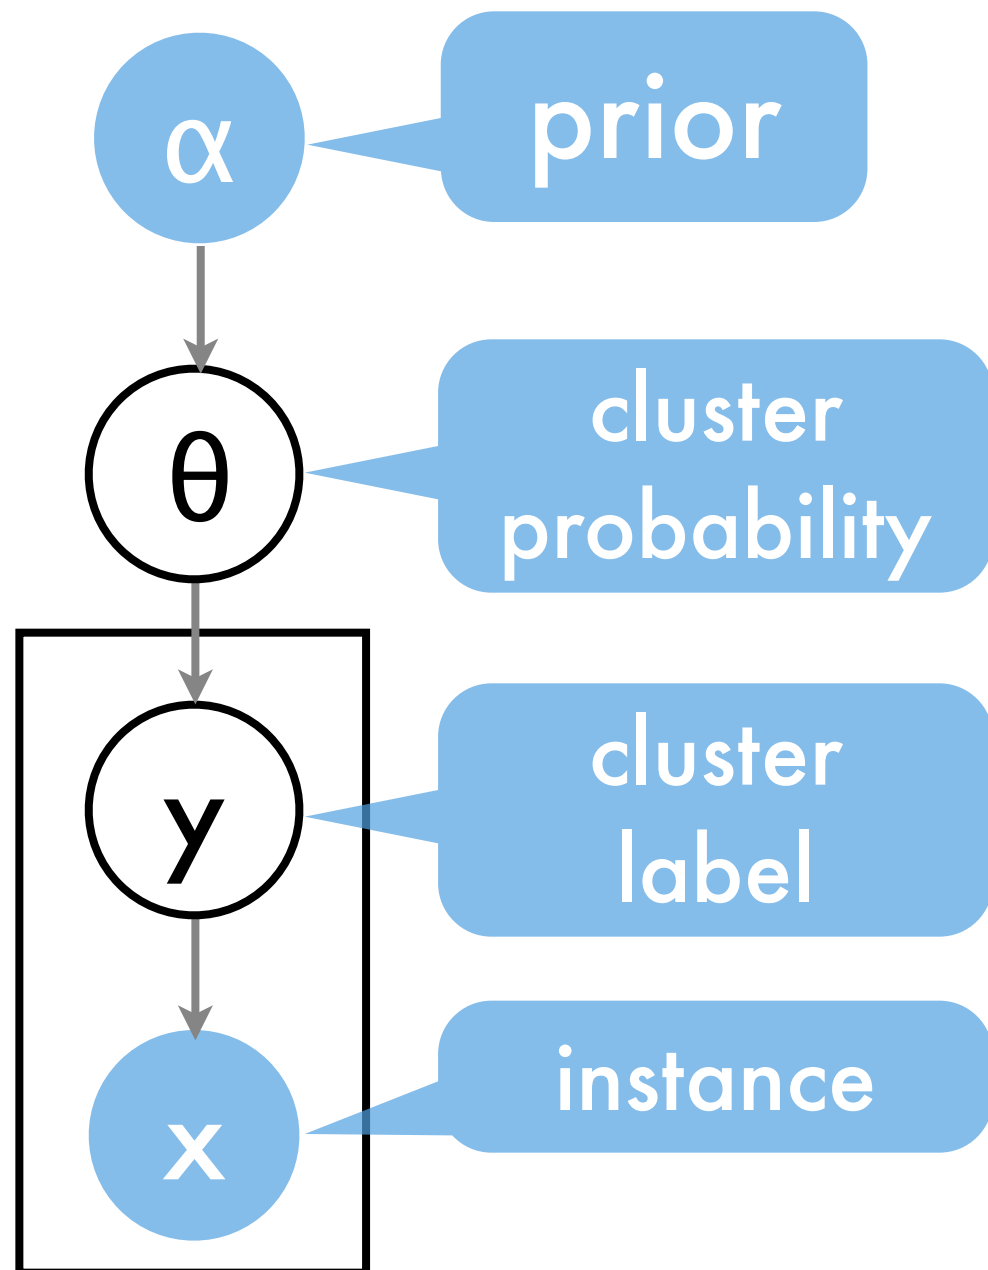 α
prior
θ
cluster
probability
y
cluster
label
x
instance